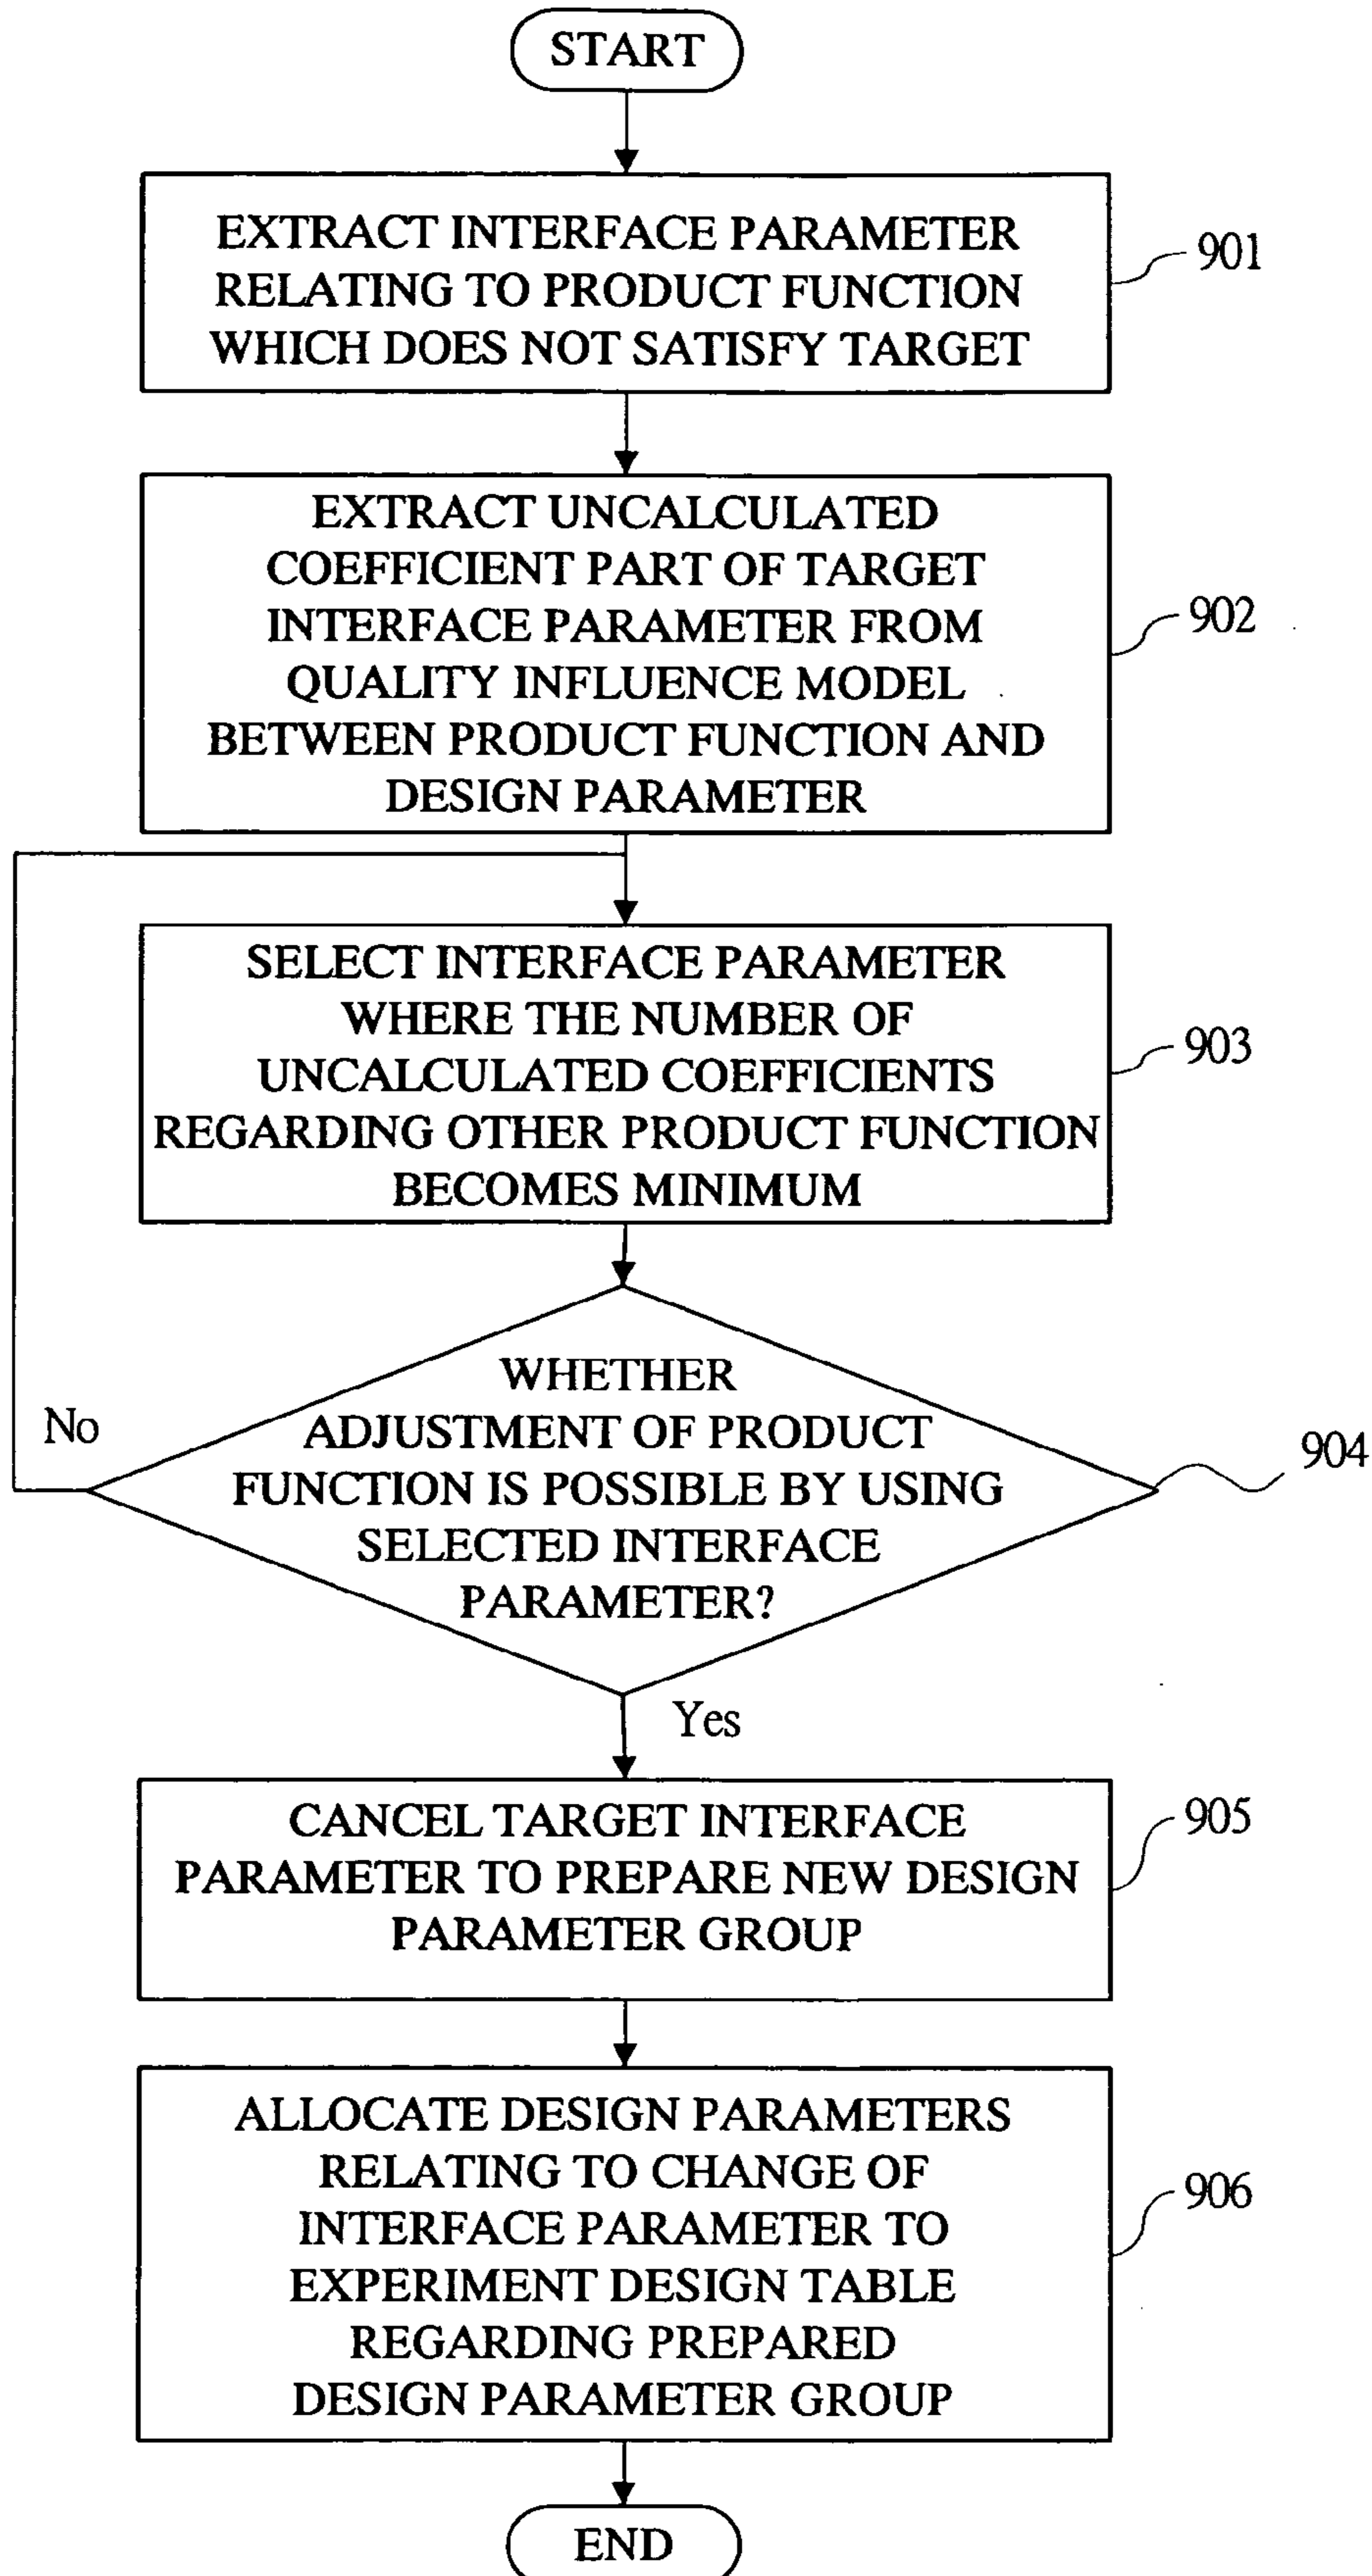 START
EXTRACT INTERFACE PARAMETER
RELATING TO PRODUCT FUNCTION
WHICH DOES NOT SATISFY TARGET
901
EXTRACT UNCALCULATED
COEFFICIENT PART OF TARGET
INTERFACE PARAMETER FROM
QUALITY INFLUENCE MODEL
BETWEEN PRODUCT FUNCTION AND
DESIGN PARAMETER
902
SELECT INTERFACE PARAMETER
WHERE THE NUMBER OF
UNCALCULATED COEFFICIENTS
REGARDING OTHER PRODUCT FUNCTION
BECOMES MINIMUM
903
WHETHER
ADJUSTMENT OF PRODUCT
FUNCTION IS POSSIBLE BY USING
SELECTED INTERFACE
PARAMETER?
No
904
Yes
CANCEL TARGET INTERFACE
PARAMETER TO PREPARE NEW DESIGN
PARAMETER GROUP
905
ALLOCATE DESIGN PARAMETERS
RELATING TO CHANGE OF
INTERFACE PARAMETER TO
EXPERIMENT DESIGN TABLE
REGARDING PREPARED
DESIGN PARAMETER GROUP
906
END